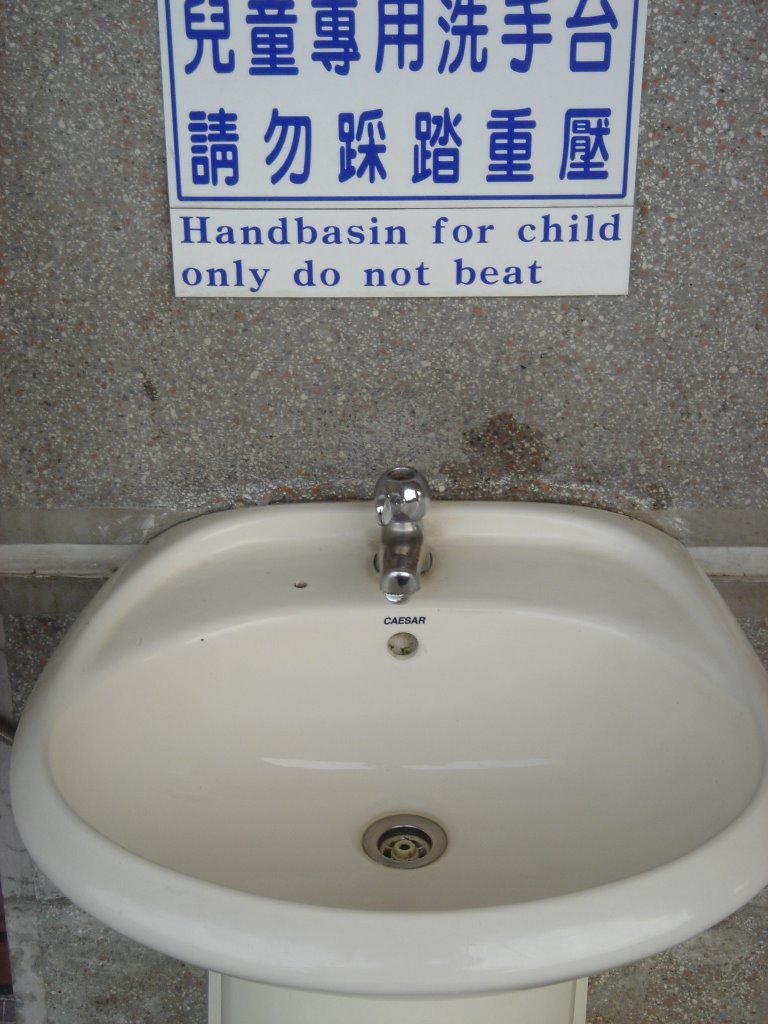 兒童專用洗手台
請勿踩踏重壓
Handbasin for child
only do not beat
CAESAR